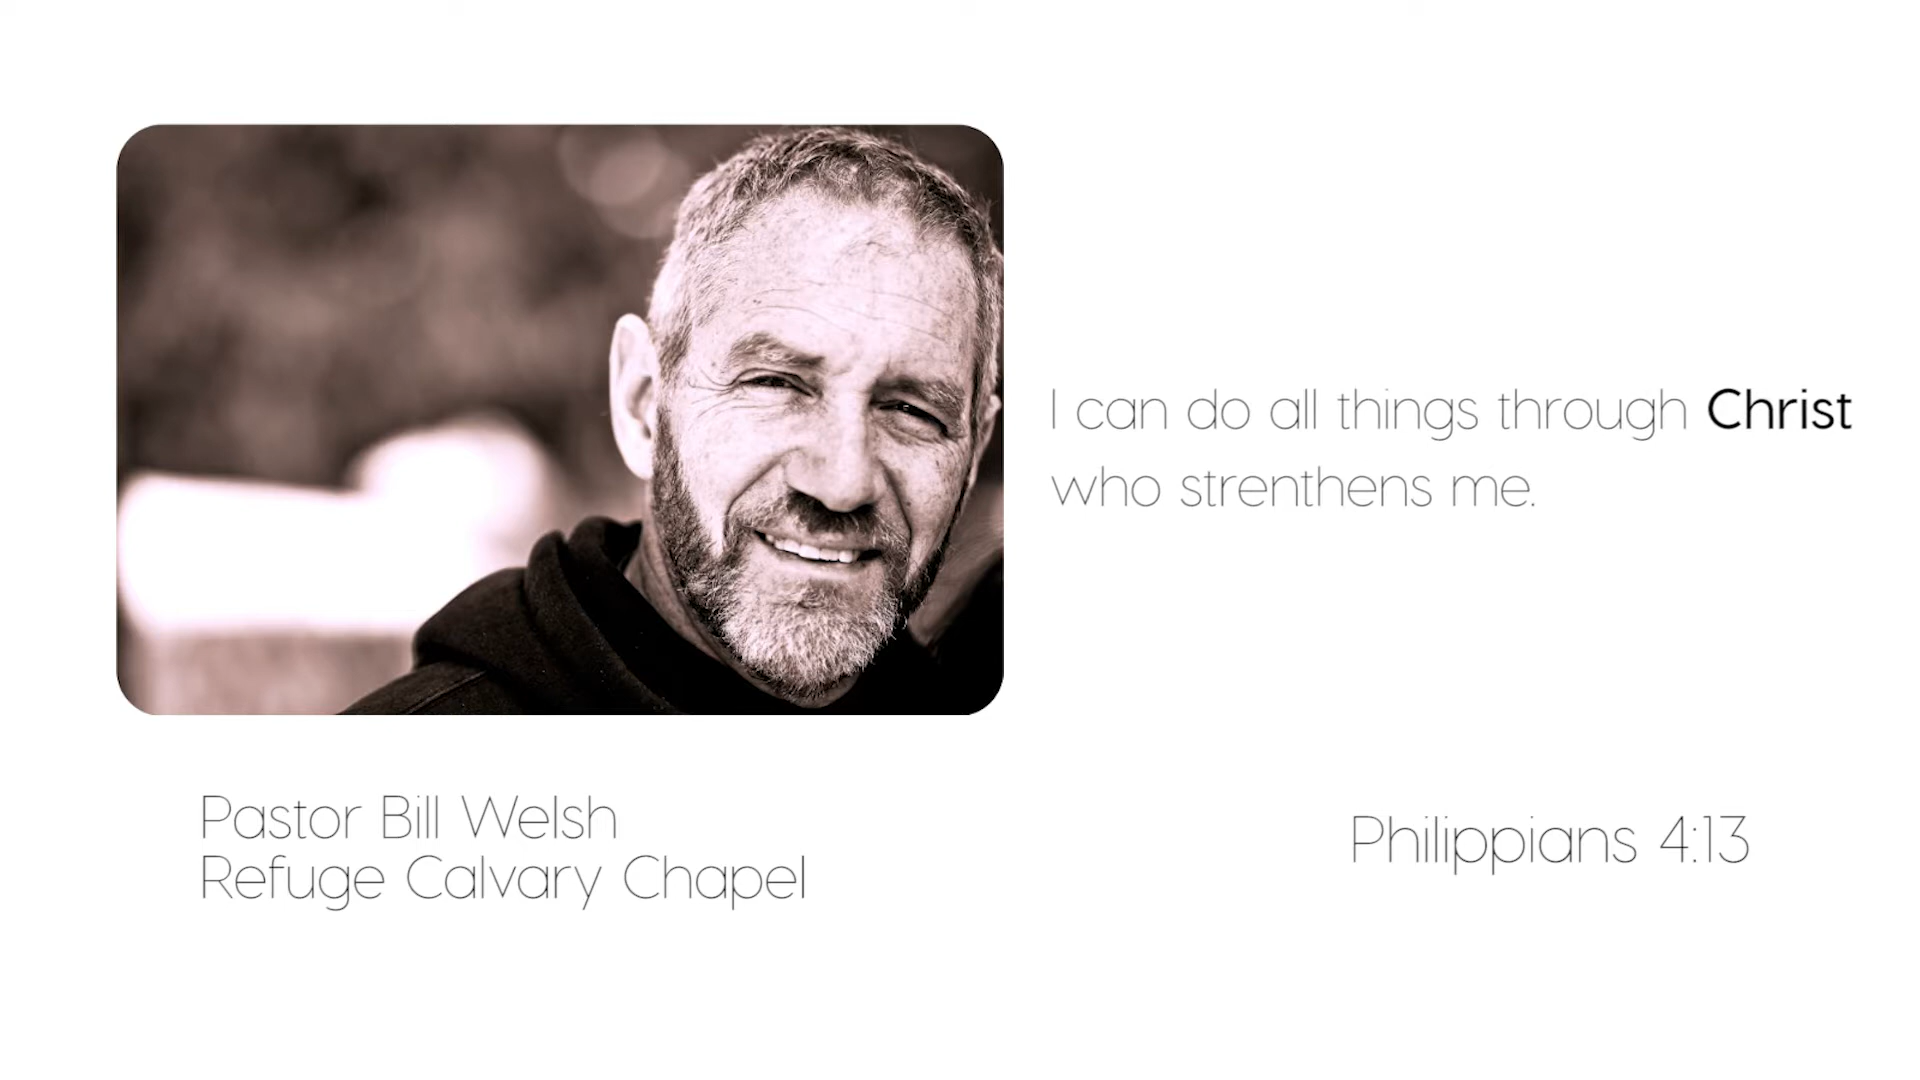 I can do all things through Christ
who strenthens me.
Pastor Bill Welsh
Refuge Calvary Chapel
Philippians 4:13